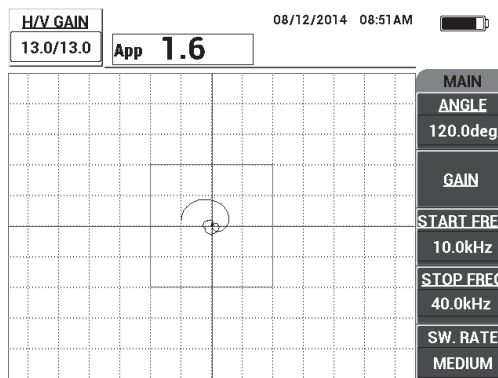 H/V GAIN
13.0/13.0
App 1.6
08/12/2014 08:51AM
MAIN
ANGLE
120.0deg
GAIN
START FRE
10.0kHz
STOP FREQ
40.0kHz
SW. RATE
MEDIUM